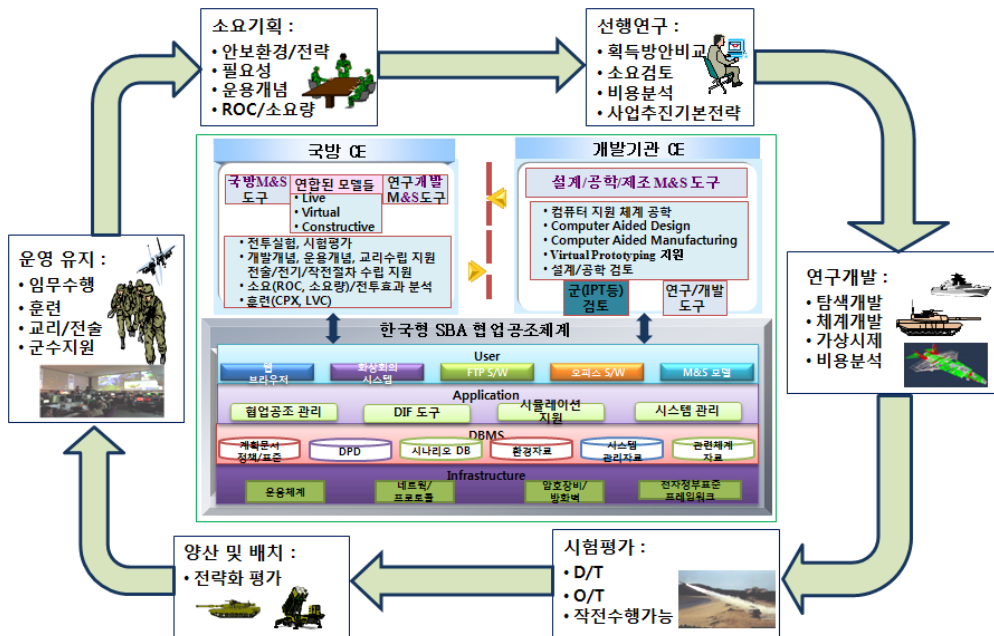 소요기획 :
• 안보환경/전략
• 필요성
• 운용개념
• ROC/소요량
선행연구 :
• 획득방안비교
• 소요검토
• 비용분석
• 사업추진기본전략
국방 CE
국방M&S
도구
연합된 모델들
• Live
• Virtual
• Constructive
연구개발
M&S도구
• 전투실험, 시험평가
• 개발개념, 운용개념, 교리수립 지원
전술/전기/작전절차 수립 지원
• 소요(ROC, 소요량)/전투효과 분석
• 훈련(CPX, LVC)
개발기관 CE
설계/공학/제조 M&S 도구
• 컴퓨터 지원 체계 공학
• Computer Aided Design
• Computer Aided Manufacturing
• Virtual Prototyping 지원
• 설계/공학 검토
군(IPT등)
검토
연구/개발
도구
한국형 SBA 협업공조체계
User
웹
브라우저
화상회의
시스템
FTP S/W
오피스 S/W
M&S 모델
Application
협업공조 관리
DIF 도구
시뮬레이션
지원
시스템 관리
DBMS
계획문서
정책/표준
DPD
시나리오 DB
환경자료
시스템
관리자료
관련체계
자료
Infrastructure
운용체계
네트웍/
프로토콜
암호장비/
방화벽
전자정부표준
프레임워크
운영 유지 :
• 임무수행
• 훈련
• 교리/전술
• 군수지원
연구개발 :
• 탐색개발
• 체계개발
• 가상시제
• 비용분석
양산 및 배치 :
• 전략화 평가
시험평가 :
• D/T
• O/T
• 작전수행가능